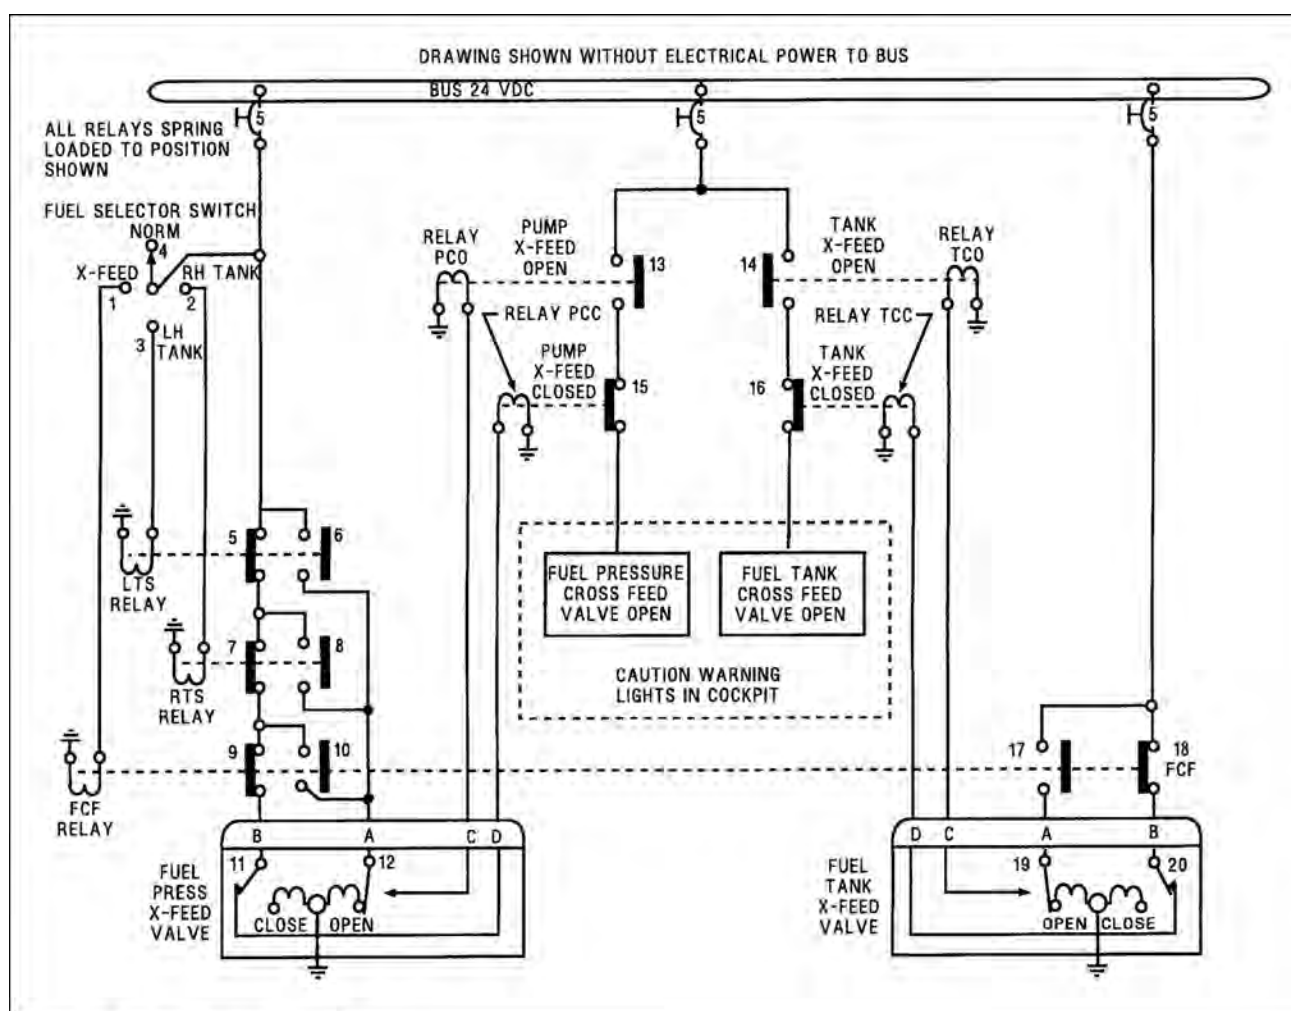 DRAWING SHOWN WITHOUT ELECTRICAL POWER TO BUS
BUS 24 VDC
5
5
5
ALL RELAYS SPRING
LOADED TO POSITION
SHOWN
FUEL SELECTOR SWITCH
NORM
4
X-FEED
RH TANK
1
2
3
LH
TANK
RELAY
PCO
PUMP
X-FEED
OPEN
13
14
TANK
X-FEED
OPEN
RELAY
TCO
RELAY PCC
RELAY TCC
PUMP
X-FEED
CLOSED
15
16
TANK
X-FEED
CLOSED
5
6
LTS
RELAY
7
8
RTS
RELAY
9
10
FCF
RELAY
FUEL PRESSURE
CROSS FEED
VALVE OPEN
FUEL TANK
CROSS FEED
VALVE OPEN
CAUTION WARNING
LIGHTS IN COCKPIT
17
18
FCF
B
A
C
D
11
12
FUEL
PRESS
X-FEED
VALVE
CLOSE
OPEN
D
C
A
B
19
20
FUEL
TANK
X-FEED
VALVE
OPEN
CLOSE